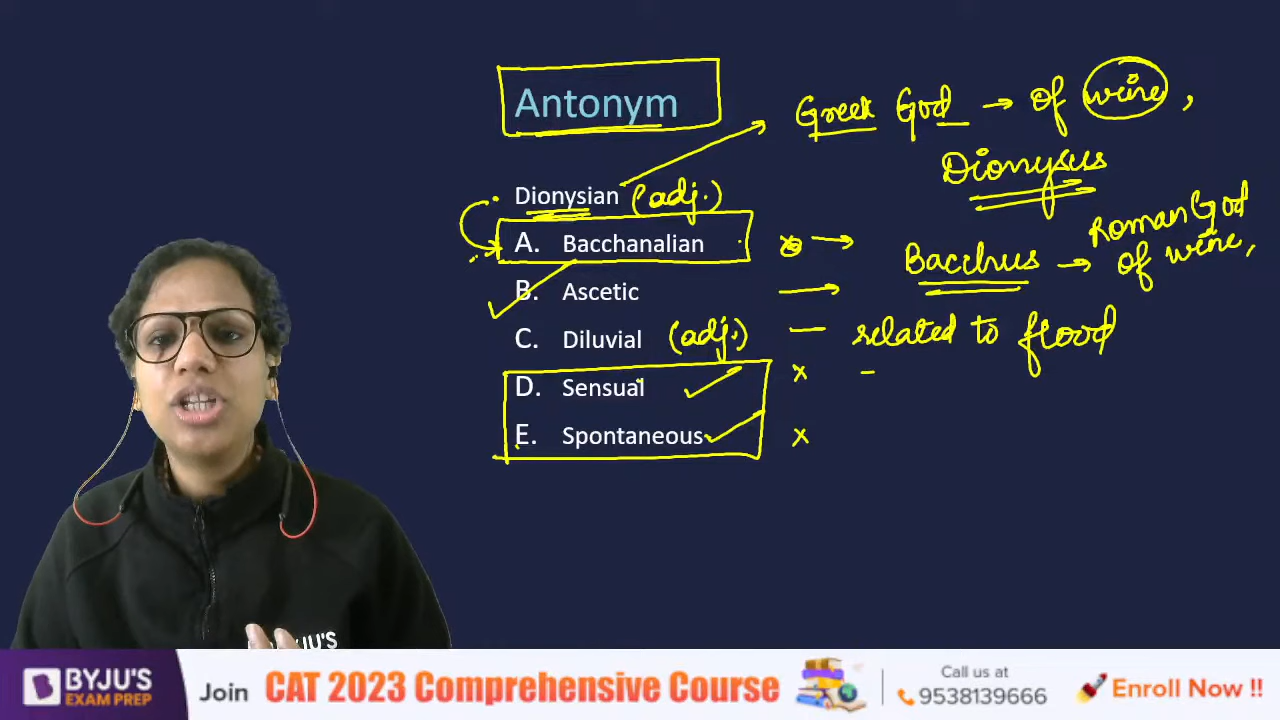 Antonym
Greek God → of wine,
Dionysus
Dionysian (adj.)
A. Bacchanalian x → Bacchus → Roman God of wine,
B. Ascetic →
C. Diluvial (adj.) — related to flood
D. Sensual x -
E. Spontaneous x
BYJU'S
BYJU'S
EXAM PREP
Join CAT 2023 Comprehensive Course
Call us at
9538139666
Enroll Now !!